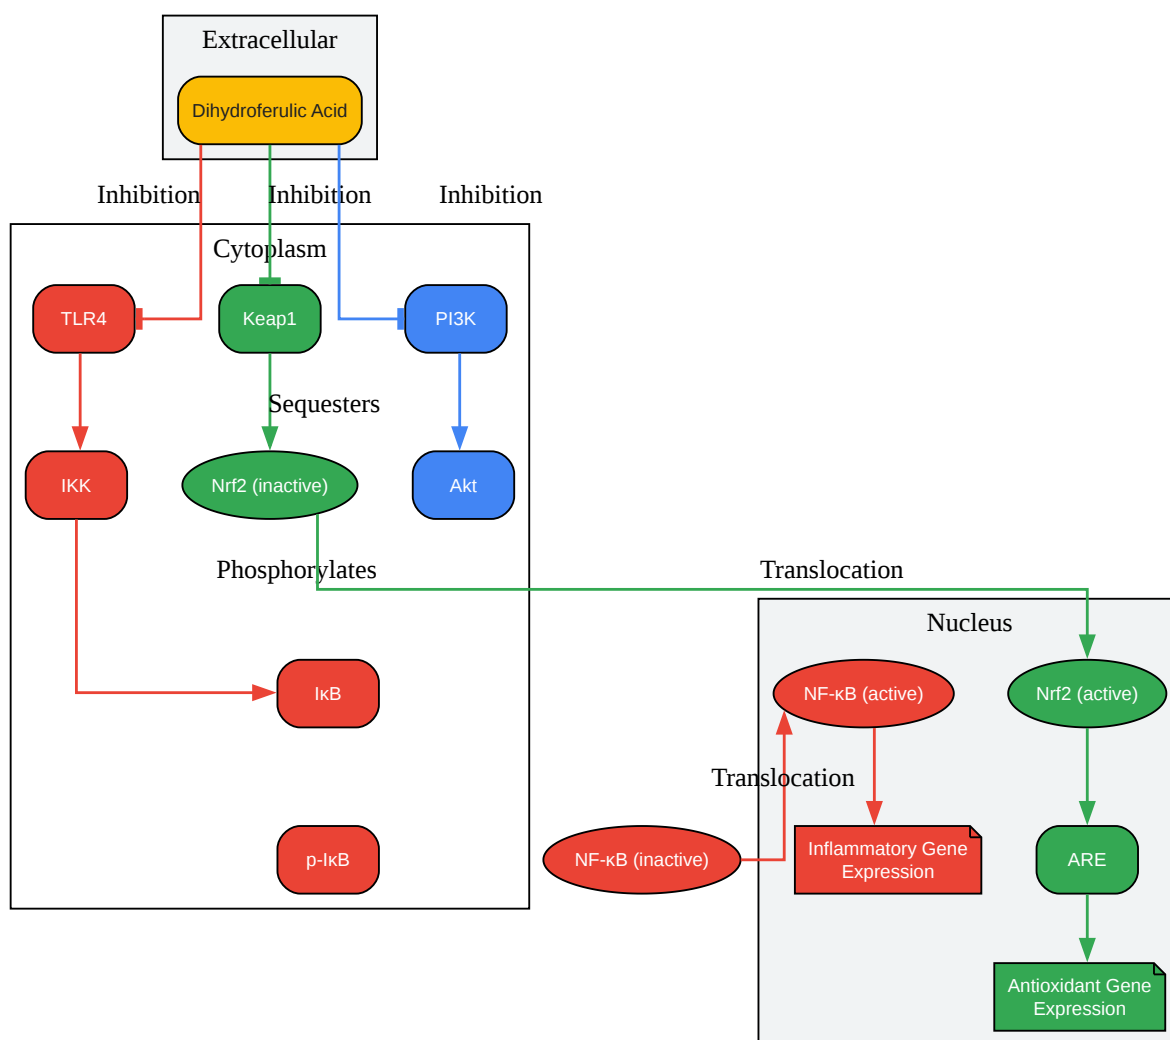 Extracellular
Dihydroferulic Acid
Inhibition
Inhibition
Inhibition
Cytoplasm
TLR4
Keap1
PI3K
Sequesters
IKK
Nrf2 (inactive)
Akt
Phosphorylates
Translocation
Nucleus
IκB
NF-κB (active)
Nrf2 (active)
Translocation
p-IκB
NF-κB (inactive)
Inflammatory Gene
Expression
ARE
Antioxidant Gene
Expression